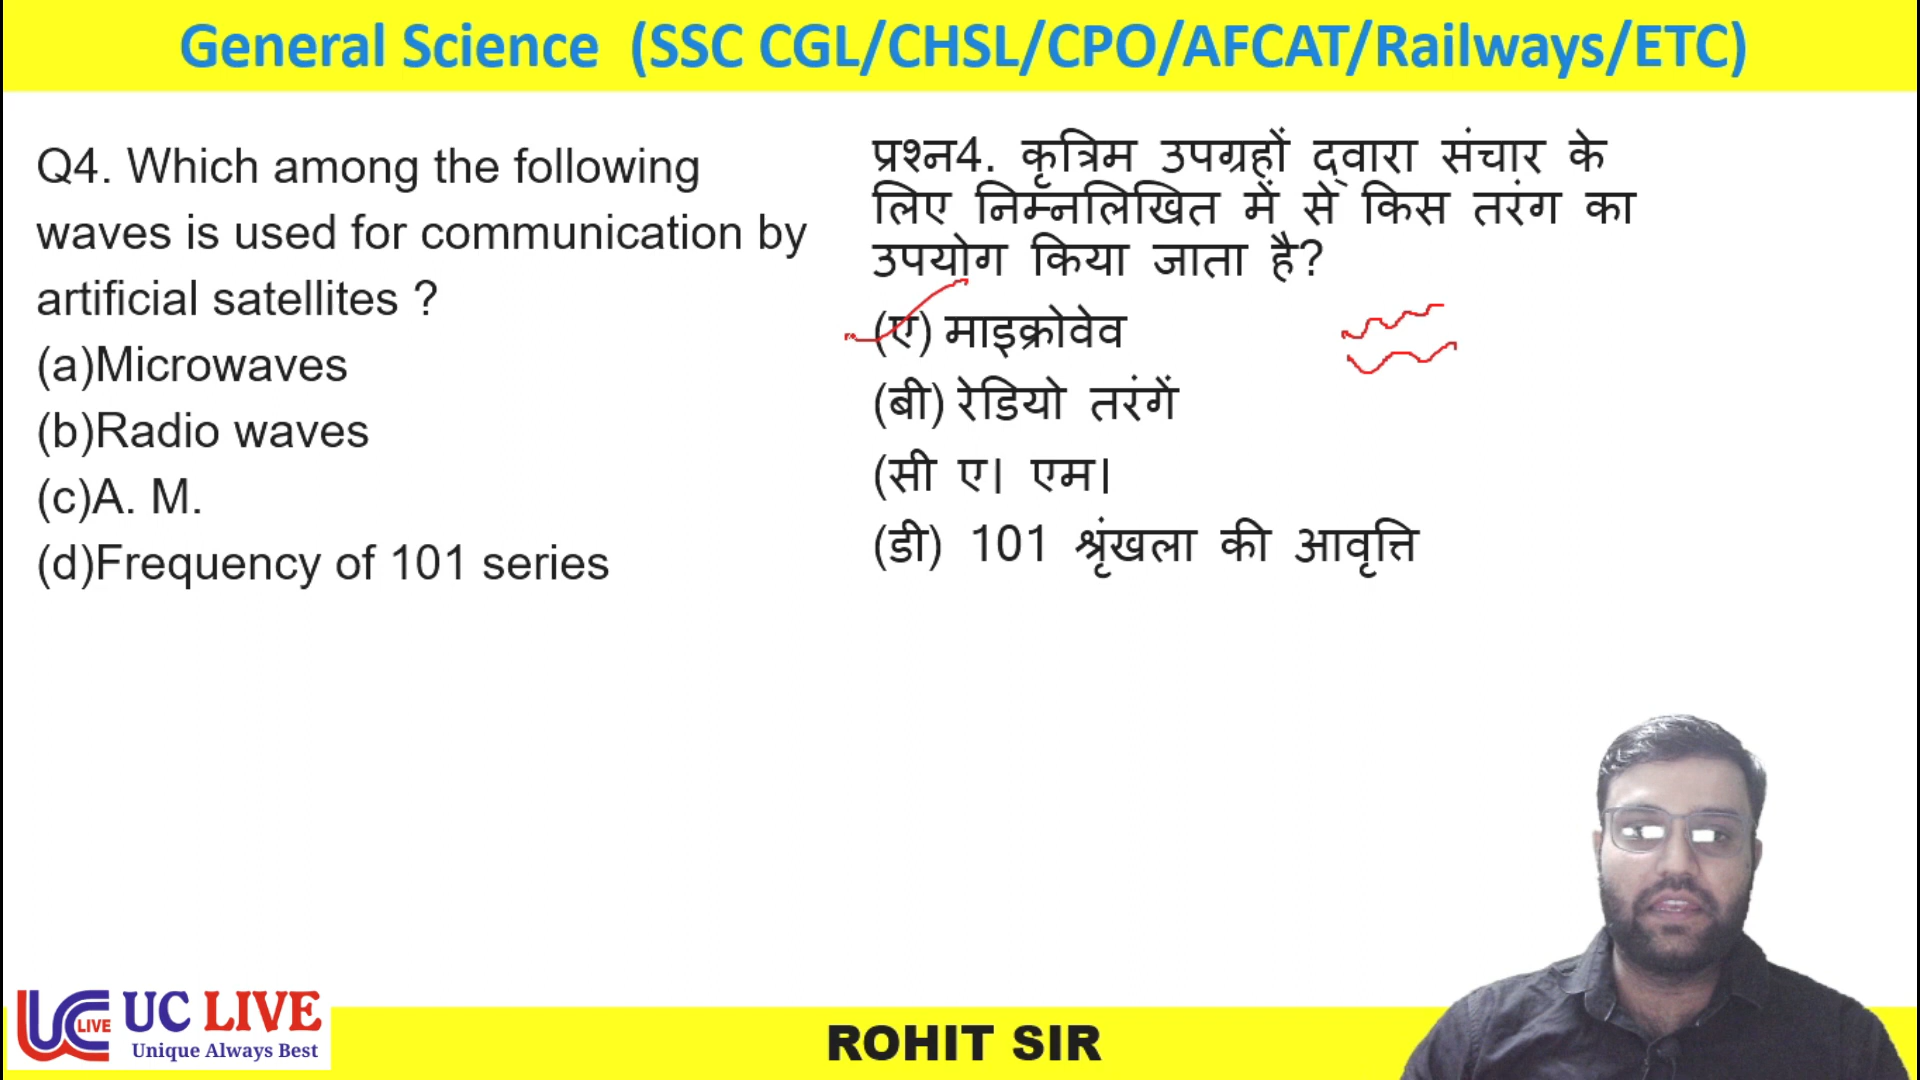 General Science (SSC CGL/CHSL/CPO/AFCAT/Railways/ETC)
Q4. Which among the following
waves is used for communication by
artificial satellites ?
(a)Microwaves
(b)Radio waves
(c)A. M.
(d)Frequency of 101 series
प्रश्न4. कृत्रिम उपग्रहों द्वारा संचार के
लिए निम्नलिखित में से किस तरंग का
उपयोग किया जाता है?
(ए) माइक्रोवेव
(बी) रेडियो तरंगें
(सी ए। एम।
(डी) 101 श्रृंखला की आवृत्ति
UC LIVE UC LIVE
Unique Always Best
ROHIT SIR